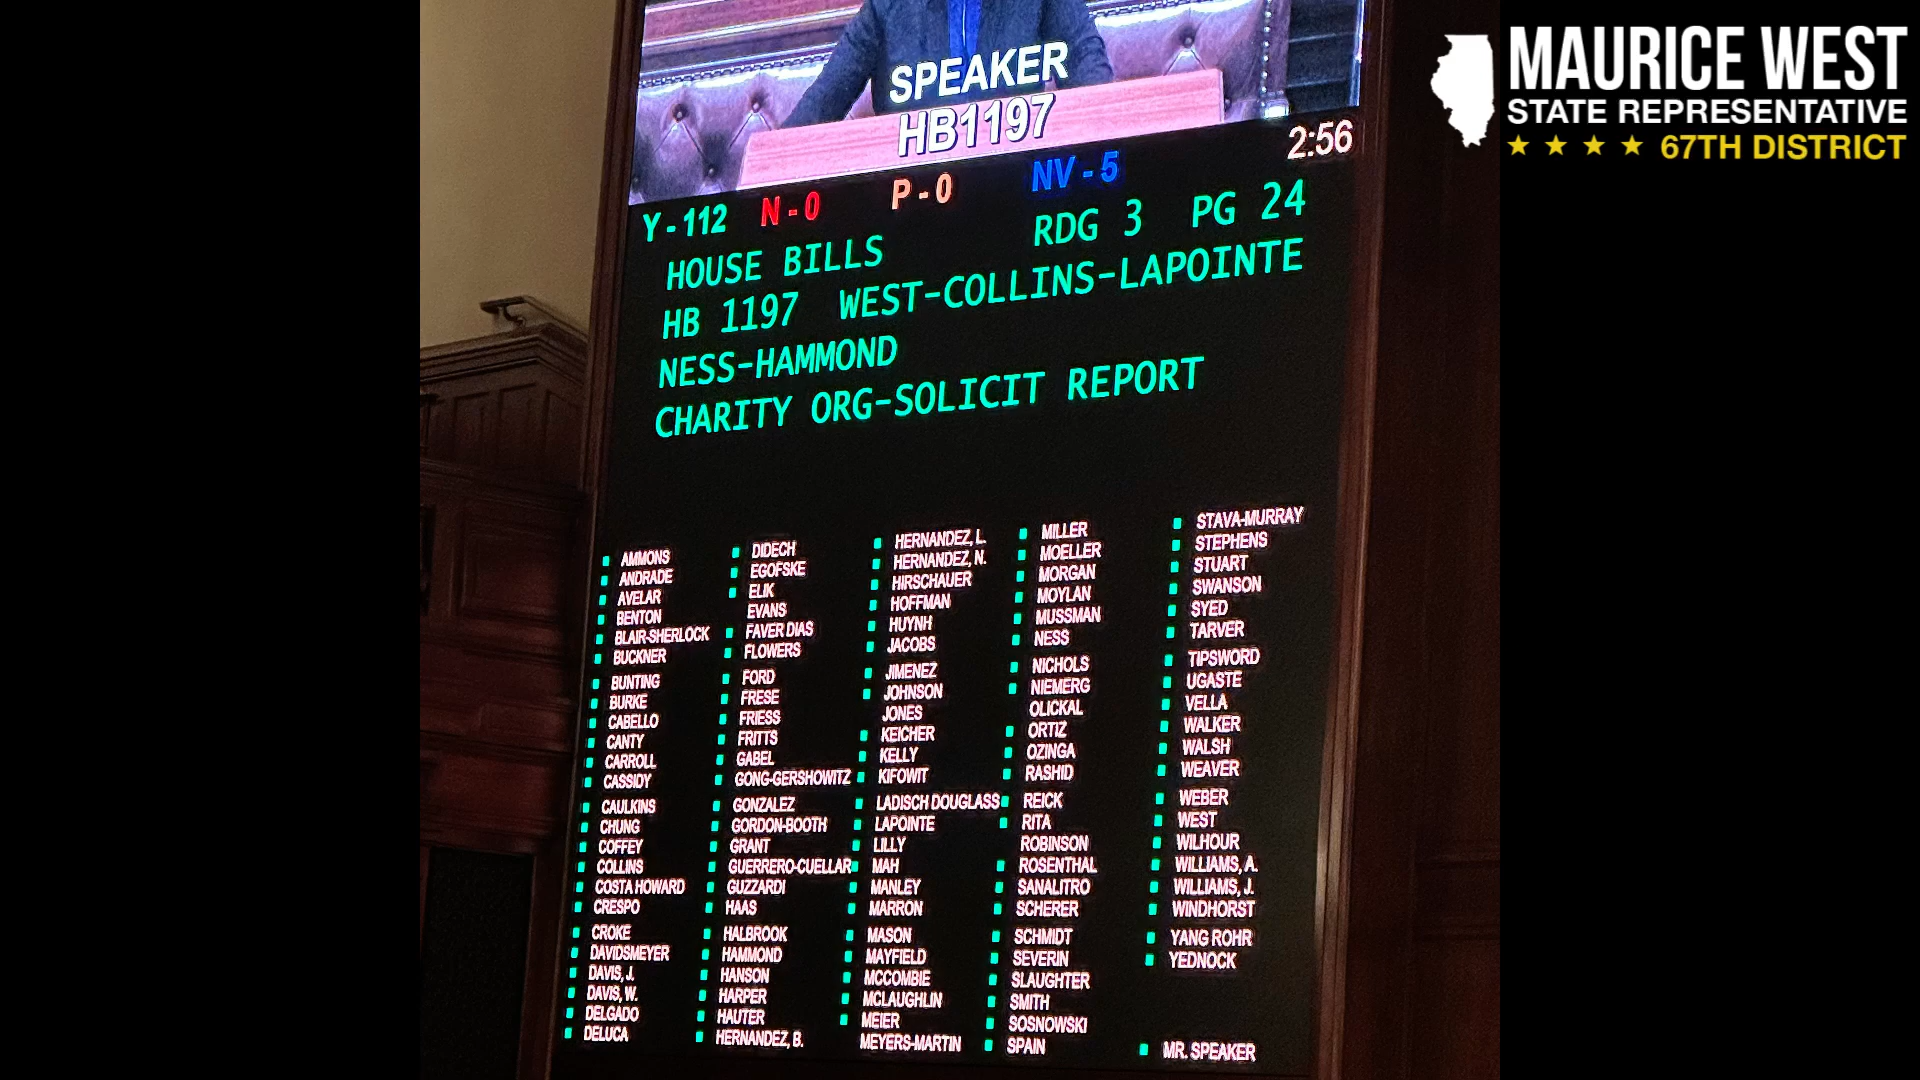 MAURICE WEST
STATE REPRESENTATIVE
67TH DISTRICT
SPEAKER
HB1197
2:56
Y-112 N-0 P-0 NV-5
HOUSE BILLS RDG 3 PG 24
HB 1197 WEST-COLLINS-LAPOINTE
NESS-HAMMOND
CHARITY ORG-SOLICIT REPORT
AMMONS
ANDRADE
AVELAR
BENTON
BLAIR-SHERLOCK
BUCKNER
BUNTING
BURKE
CABELLO
CANTY
CARROLL
CASSIDY
CAULKINS
CHUNG
COFFEY
COLLINS
COSTA HOWARD
CRESPO
CROKE
DAVIDSMEYER
DAVIS, J.
DAVIS, W.
DELGADO
DELUCA
DIDECH
EGOFSKE
ELIK
EVANS
FAVER DIAS
FLOWERS
FORD
FRESE
FRIESS
FRITTS
GABEL
GONG-GERSHOWITZ
GONZALEZ
GORDON-BOOTH
GRANT
GUERRERO-CUELLAR
GUZZARDI
HAAS
HALBROOK
HAMMOND
HANSON
HARPER
HAUTER
HERNANDEZ, B.
HERNANDEZ, L.
HERNANDEZ, N.
HIRSCHAUER
HOFFMAN
HUYNH
JACOBS
JIMENEZ
JOHNSON
JONES
KEICHER
KELLY
KIFOWIT
LADISCH DOUGLASS
LAPOINTE
LILLY
MAH
MANLEY
MARRON
MASON
MAYFIELD
MCCOMBIE
MCLAUGHLIN
MEIER
MEYERS-MARTIN
MILLER
MOELLER
MORGAN
MOYLAN
MUSSMAN
NESS
NICHOLS
NIEMERG
OLICKAL
ORTIZ
OZINGA
RASHID
REICK
RITA
ROBINSON
ROSENTHAL
SANALITRO
SCHERER
SCHMIDT
SEVERIN
SLAUGHTER
SMITH
SOSNOWSKI
SPAIN
STAVA-MURRAY
STEPHENS
STUART
SWANSON
SYED
TARVER
TIPSWORD
UGASTE
VELLA
WALKER
WALSH
WEAVER
WEBER
WEST
WILHOUR
WILLIAMS, A.
WILLIAMS, J.
WINDHORST
YANG ROHR
YEDNOCK
MR. SPEAKER